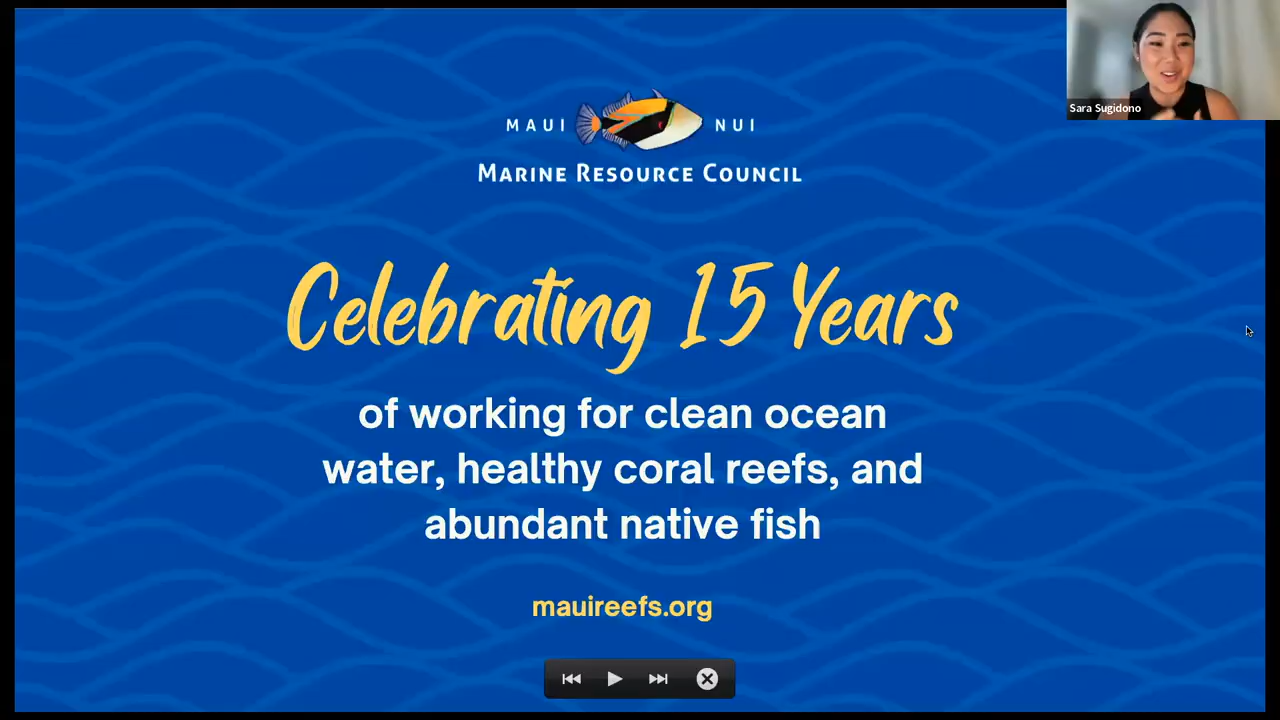 MAUI NUI
MARINE RESOURCE COUNCIL
Sara Sugidono
Celebrating 15 Years
of working for clean ocean
water, healthy coral reefs, and
abundant native fish
mauireefs.org